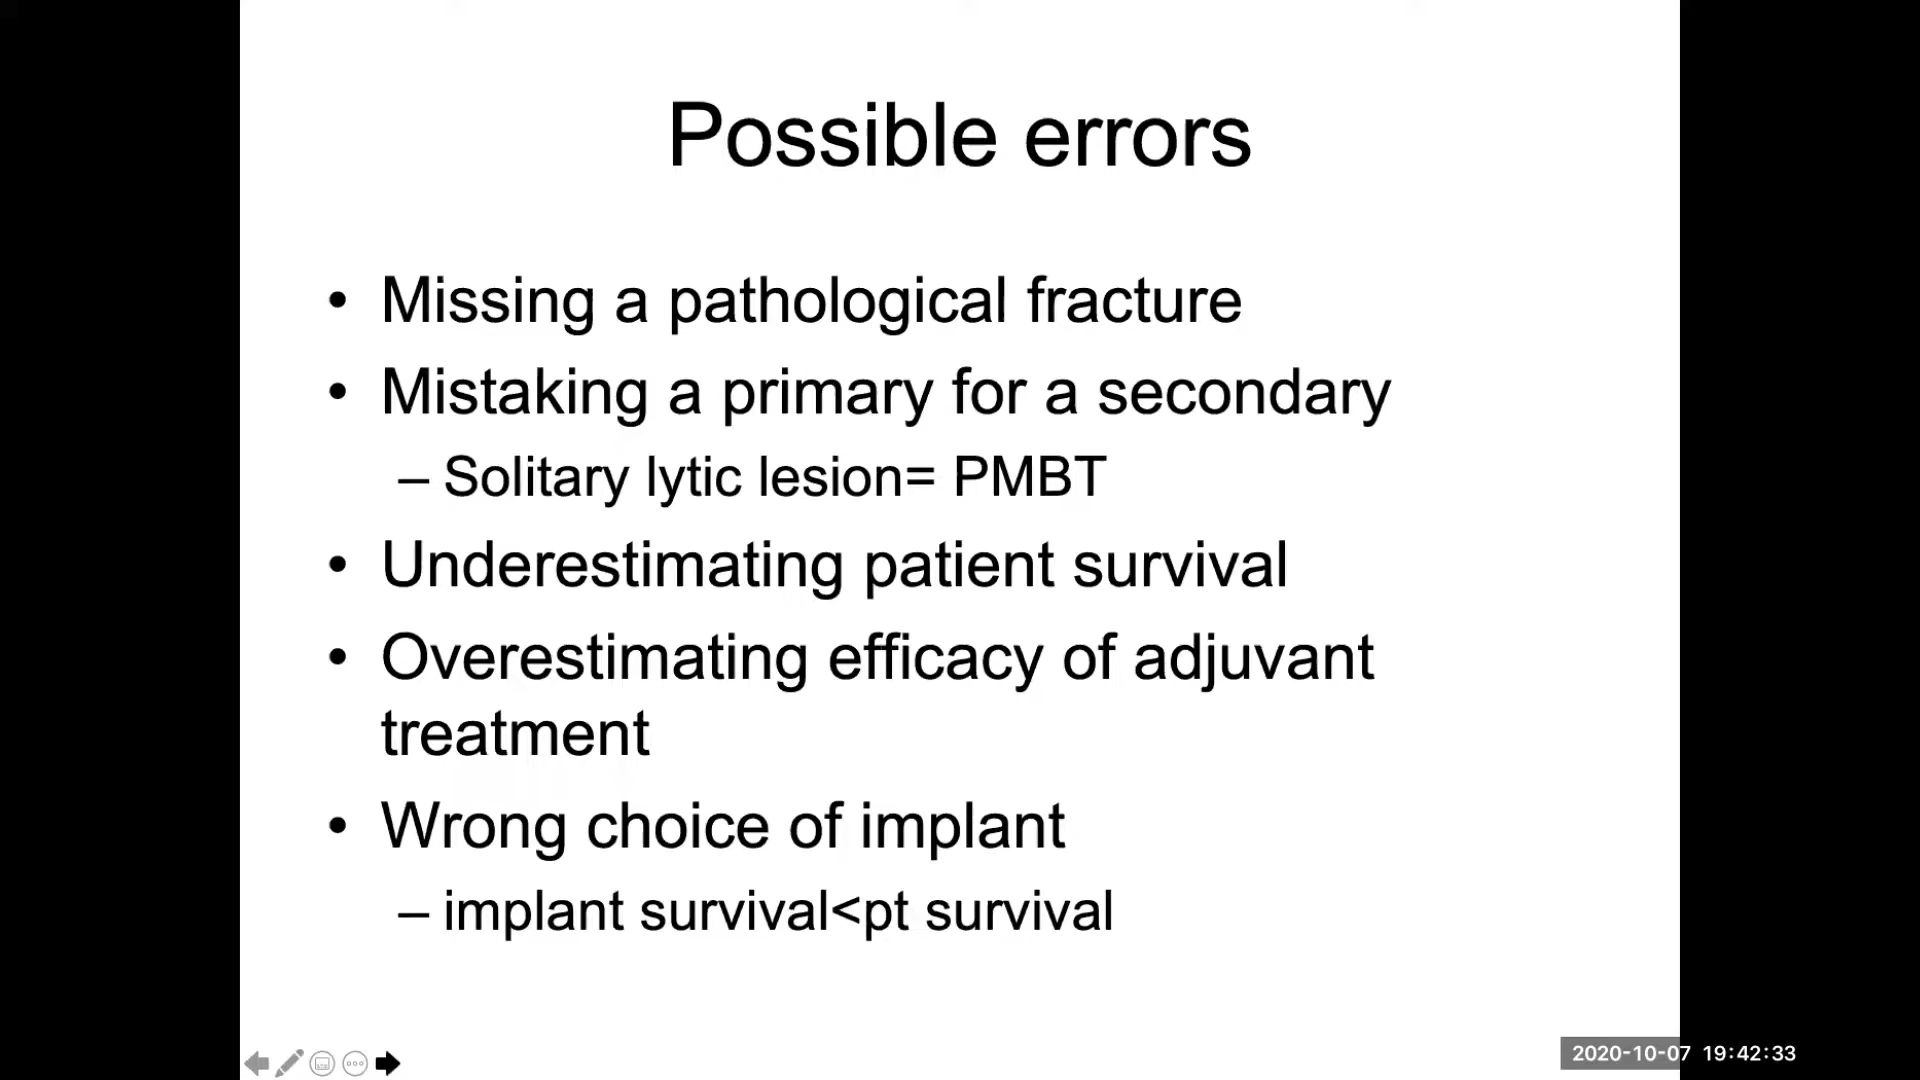 Possible errors
• Missing a pathological fracture
• Mistaking a primary for a secondary
– Solitary lytic lesion= PMBT
• Underestimating patient survival
• Overestimating efficacy of adjuvant
treatment
• Wrong choice of implant
– implant survival<pt survival
2020-10-07 19:42:33